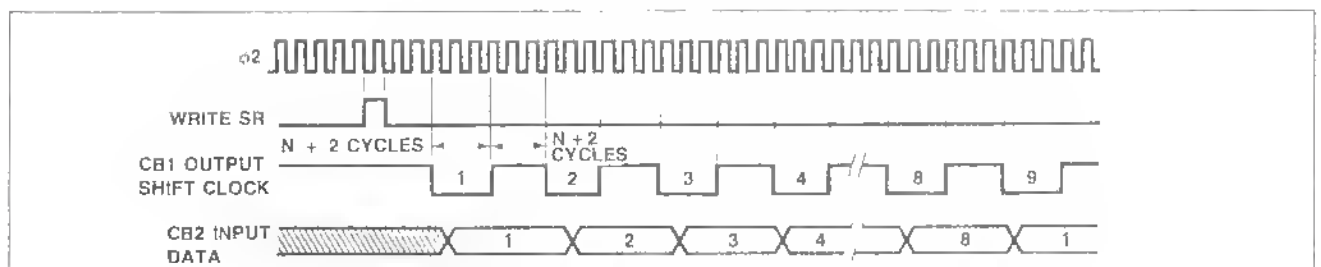 φ2
WRITE SR
N + 2 CYCLES
N + 2
CYCLES
CB1 OUTPUT
SHIFT CLOCK
1 2 3 4 8 9
CB2 INPUT
DATA
1 2 3 4 8 1